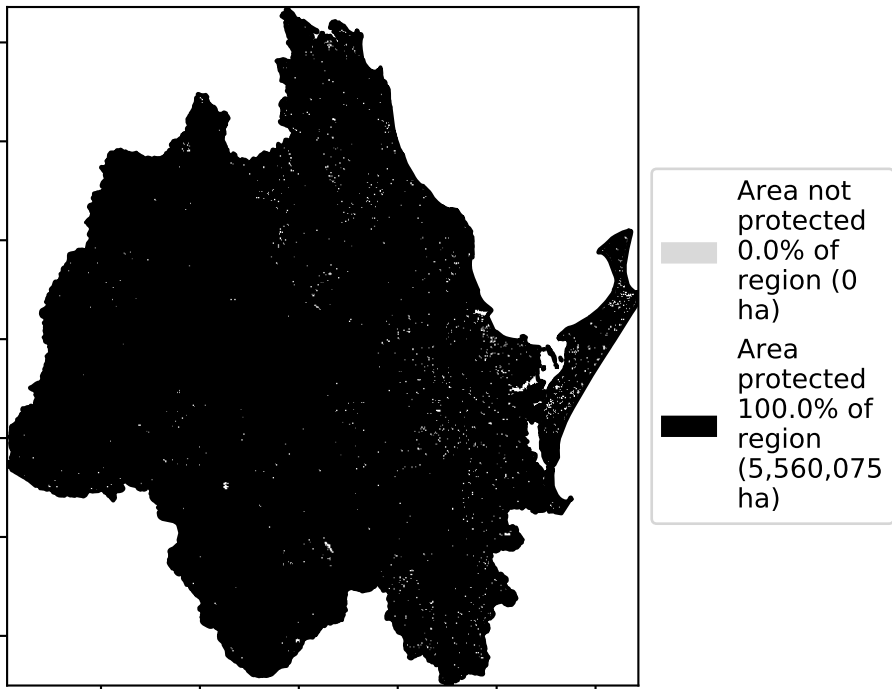 Area not
protected
0.0% of
region (0
ha)
Area
protected
100.0% of
region
(5,560,075
ha)